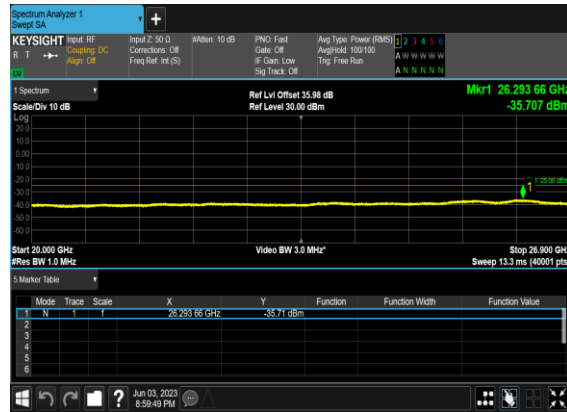 Spectrum Analyzer 1
Swept SA
+
KEYSIGHT Input: RF Input Z: 50 Ω #Atten: 10 dB PNO: Fast Avg Type: Power (RMS) 1 2 3 4 5 6
R T Coupling: DC Corrections: Off Gate: Off Avg|Hold: 100/100 A W W W W W
Align: Off Freq Ref: Int (S) IF Gain: Low Trig: Free Run
Sig Track: Off A N N N N N
1 Spectrum
Ref Lvl Offset 35.98 dB Mkr1 26.293 66 GHz
Scale/Div 10 dB Ref Level 30.00 dBm -35.707 dBm
Log
20.0
10.0
0.00
-10.0
-20.0
1 -25.00 dBm
-30.0
-40.0
-50.0
-60.0
Start 20.000 GHz Video BW 3.0 MHz* Stop 26.900 GHz
#Res BW 1.0 MHz Sweep 13.3 ms (40001 pts
5 Marker Table
Mode Trace Scale X Y Function Function Width Function Value
1 N 1 f 26.293 66 GHz -35.71 dBm
2
3
4
5
6
? Jun 03, 2023
8:59:49 PM